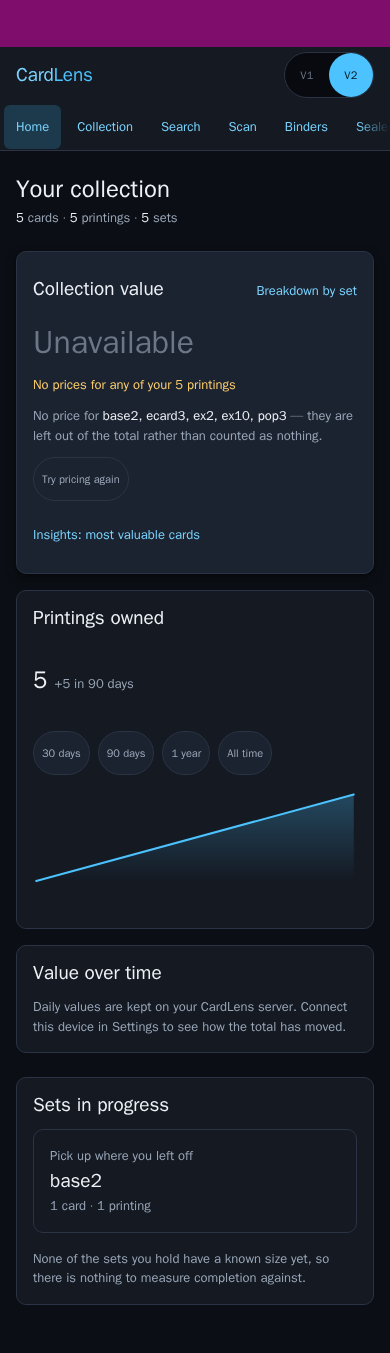 CardLens
V1
V2
Home
Collection
Search
Scan
Binders
Seale
Your collection
5 cards · 5 printings · 5 sets
Collection value
Breakdown by set
Unavailable
No prices for any of your 5 printings
No price for base2, ecard3, ex2, ex10, pop3 — they are
left out of the total rather than counted as nothing.
Try pricing again
Insights: most valuable cards
Printings owned
5 +5 in 90 days
30 days
90 days
1 year
All time
Value over time
Daily values are kept on your CardLens server. Connect
this device in Settings to see how the total has moved.
Sets in progress
Pick up where you left off
base2
1 card · 1 printing
None of the sets you hold have a known size yet, so
there is nothing to measure completion against.